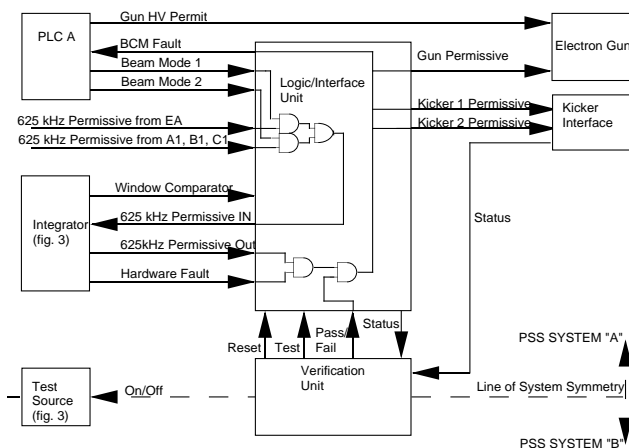 PLC A
Gun HV Permit
BCM Fault
Beam Mode 1
Beam Mode 2
Logic/Interface
Unit
Gun Permissive
Electron Gun
Kicker 1 Permissive
Kicker 2 Permissive
Kicker
Interface
625 kHz Permissive from EA
625 kHz Permissive from A1, B1, C1
Integrator
(fig. 3)
Window Comparator
625 kHz Permissive IN
625kHz Permissive Out
Hardware Fault
Status
Reset
Test
Pass/
Fail
Status
Verification
Unit
Test
Source
(fig. 3)
On/Off
PSS SYSTEM "A"
Line of System Symmetry
PSS SYSTEM "B"